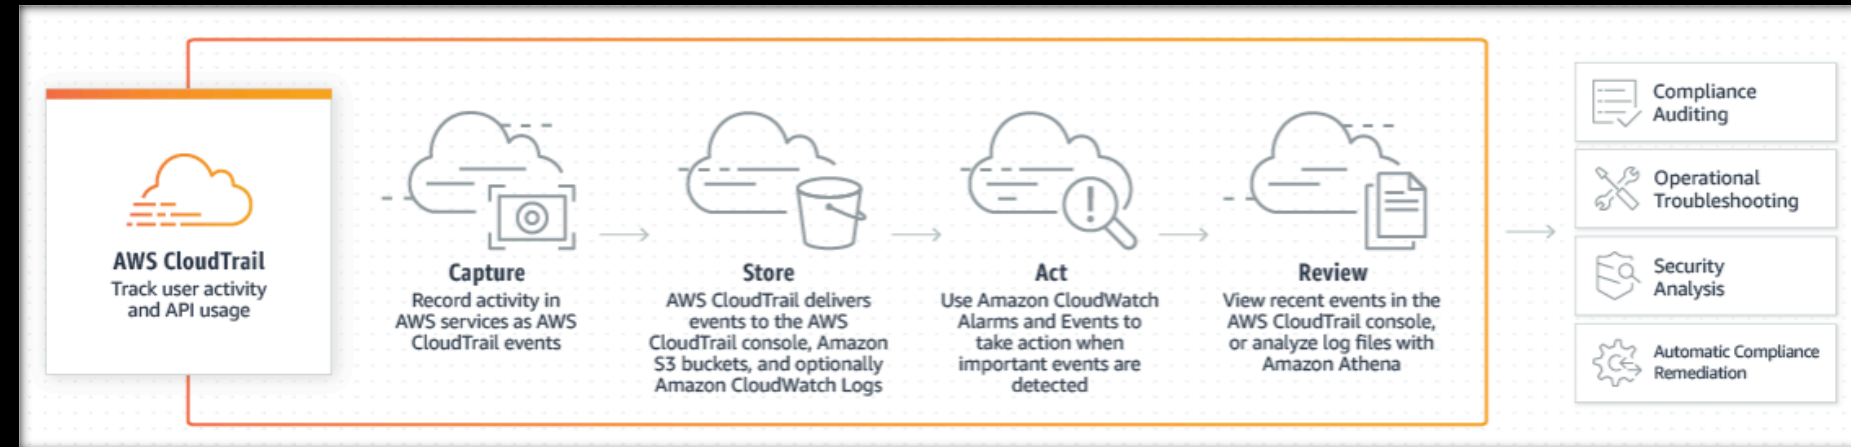 AWS CloudTrail
Track user activity
and API usage
Capture
Record activity in
AWS services as AWS
CloudTrail events
Store
AWS CloudTrail delivers
events to the AWS
CloudTrail console, Amazon
S3 buckets, and optionally
Amazon CloudWatch Logs
Act
Use Amazon CloudWatch
Alarms and Events to
take action when
important events are
detected
Review
View recent events in the
AWS CloudTrail console,
or analyze log files with
Amazon Athena
Compliance
Auditing
Operational
Troubleshooting
Security
Analysis
Automatic Compliance
Remediation